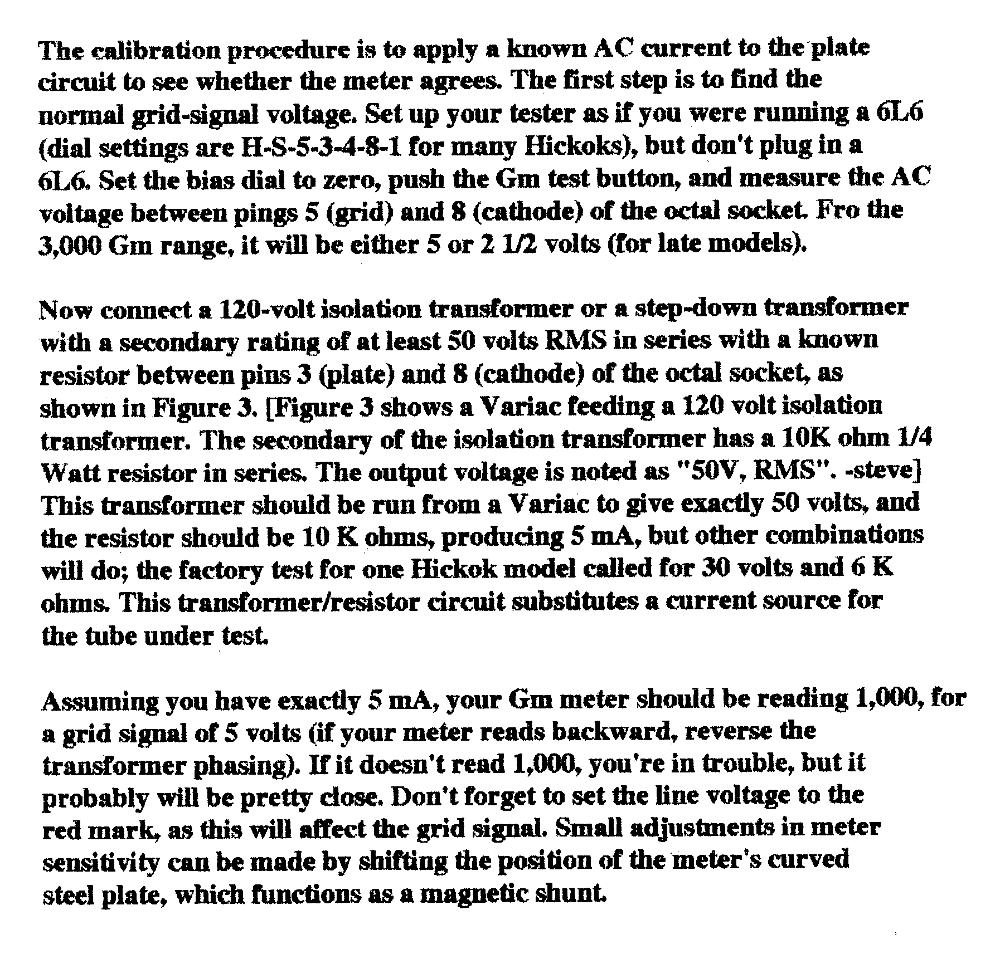 The calibration procedure is to apply a known AC current to the plate
circuit to see whether the meter agrees. The first step is to find the
normal grid-signal voltage. Set up your tester as if you were running a 6L6
(dial settings are H-S-5-3-4-8-1 for many Hickoks), but don't plug in a
6L6. Set the bias dial to zero, push the Gm test button, and measure the AC
voltage between pings 5 (grid) and 8 (cathode) of the octal socket. Fro the
3,000 Gm range, it will be either 5 or 2 1/2 volts (for late models).

Now connect a 120-volt isolation transformer or a step-down transformer
with a secondary rating of at least 50 volts RMS in series with a known
resistor between pins 3 (plate) and 8 (cathode) of the octal socket, as
shown in Figure 3. [Figure 3 shows a Variac feeding a 120 volt isolation
transformer. The secondary of the isolation transformer has a 10K ohm 1/4
Watt resistor in series. The output voltage is noted as "50V, RMS". -steve]
This transformer should be run from a Variac to give exactly 50 volts, and
the resistor should be 10 K ohms, producing 5 mA, but other combinations
will do; the factory test for one Hickok model called for 30 volts and 6 K
ohms. This transformer/resistor circuit substitutes a current source for
the tube under test.

Assuming you have exactly 5 mA, your Gm meter should be reading 1,000, for
a grid signal of 5 volts (if your meter reads backward, reverse the
transformer phasing). If it doesn't read 1,000, you're in trouble, but it
probably will be pretty close. Don't forget to set the line voltage to the
red mark, as this will affect the grid signal. Small adjustments in meter
sensitivity can be made by shifting the position of the meter's curved
steel plate, which functions as a magnetic shunt.